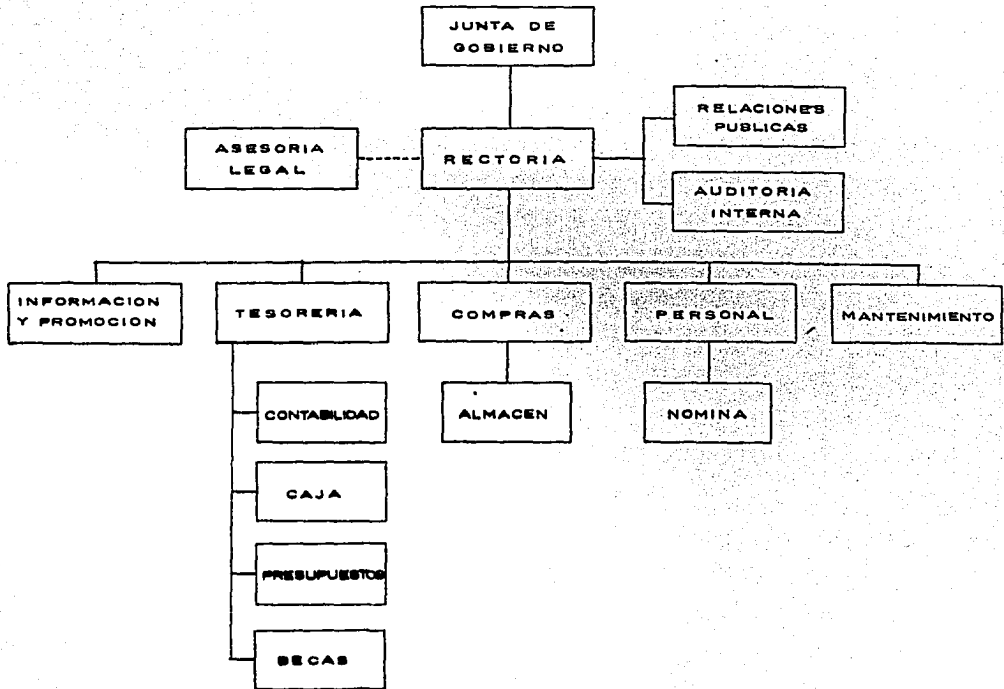 JUNTA DE
GOBIERNO
RELACIONES
PUBLICAS
ASESORIA
LEGAL
RECTORIA
AUDITORIA
INTERNA
INFORMACION
Y PROMOCION
TESORERIA
COMPRAS
PERSONAL
MANTENIMIENTO
CONTABILIDAD
ALMACEN
NOMINA
CAJA
PRESUPUESTOS
BECAS